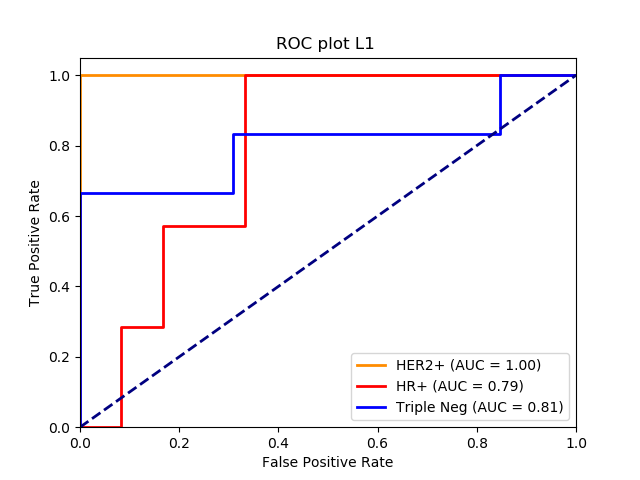 ROC plot L1
1.0
0.8
0.6
0.4
0.2
0.0
True Positive Rate
HER2+ (AUC = 1.00)
HR+ (AUC = 0.79)
Triple Neg (AUC = 0.81)
0.0 0.2 0.4 0.6 0.8 1.0
False Positive Rate